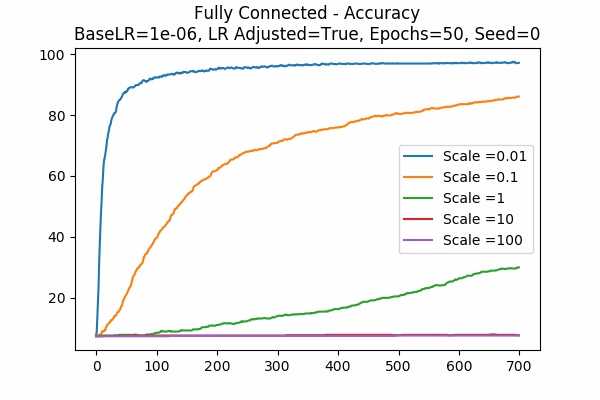 Fully Connected - Accuracy
BaseLR=1e-06, LR Adjusted=True, Epochs=50, Seed=0
100
80
60
40
20
Scale =0.01
Scale =0.1
Scale =1
Scale =10
Scale =100
0 100 200 300 400 500 600 700